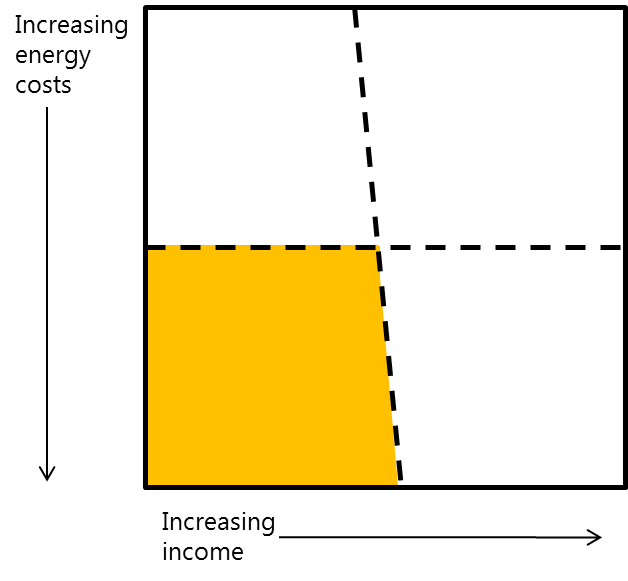 Increasing
energy
costs
Increasing
income